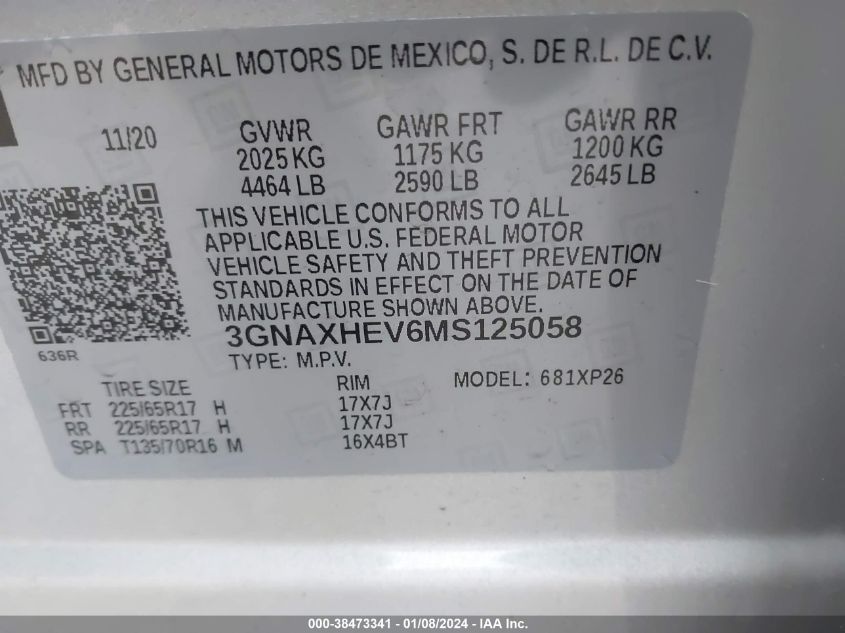 MFD BY GENERAL MOTORS DE MEXICO, S. DE R.L. DE C.V.
11/20 GVWR GAWR FRT GAWR RR
2025 KG 1175 KG 1200 KG
4464 LB 2590 LB 2645 LB
THIS VEHICLE CONFORMS TO ALL
APPLICABLE U.S. FEDERAL MOTOR
VEHICLE SAFETY AND THEFT PREVENTION
STANDARDS IN EFFECT ON THE DATE OF
MANUFACTURE SHOWN ABOVE.
3GNAXHEV6MS125058
636R TYPE: M.P.V.
TIRE SIZE RIM MODEL: 681XP26
FRT 225/65R17 H 17X7J
RR 225/65R17 H 17X7J
SPA T135/70R16 M 16X4BT
000-38473341 - 01/08/2024 - IAA Inc.